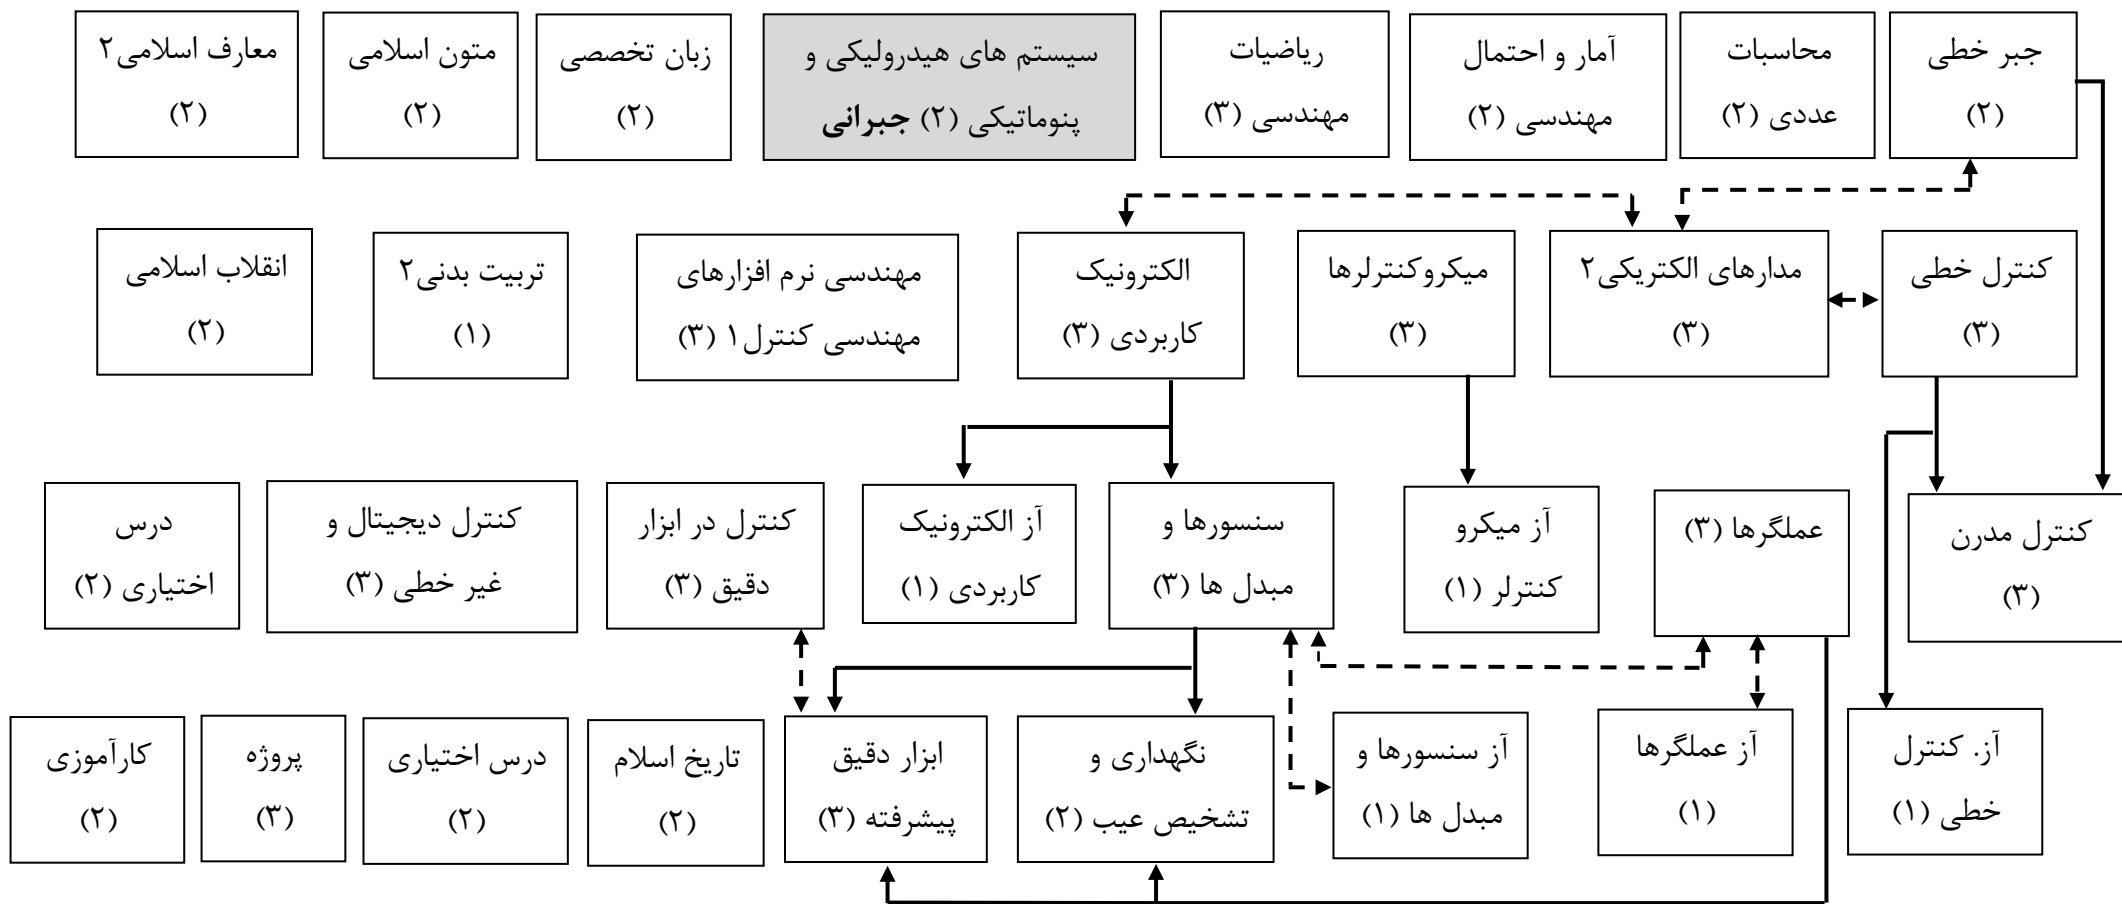 جبر خطی
(۲)
محاسبات
عددی (۲)
آمار و احتمال
مهندسی (۲)
ریاضیات
مهندسی (۳)
سیستم های هیدرولیکی و
پنوماتیکی (۲) جبرانی
زبان تخصصی
(۲)
متون اسلامی
(۲)
معارف اسلامی۲
(۲)
کنترل خطی
(۳)
مدارهای الکتریکی۲
(۳)
میکروکنترلرها
(۳)
الکترونیک
کاربردی (۳)
مهندسی نرم افزارهای
مهندسی کنترل۱ (۳)
تربیت بدنی۲
(۱)
انقلاب اسلامی
(۲)
کنترل مدرن
(۳)
عملگرها (۳)
آز میکرو
کنترلر (۱)
سنسورها و
مبدل ها (۳)
آز الکترونیک
کاربردی (۱)
کنترل در ابزار
دقیق (۳)
کنترل دیجیتال و
غیر خطی (۳)
درس
اختیاری (۲)
آز. کنترل
خطی (۱)
آز عملگرها
(۱)
آز سنسورها و
مبدل ها (۱)
نگهداری و
تشخیص عیب (۲)
ابزار دقیق
پیشرفته (۳)
تاریخ اسلام
(۲)
درس اختیاری
(۲)
پروژه
(۳)
کارآموزی
(۲)